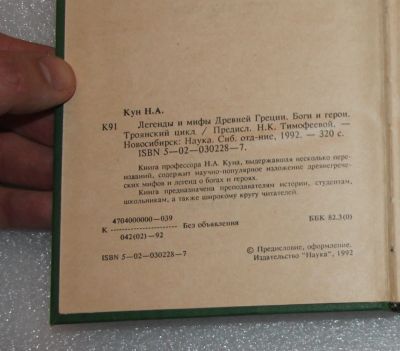 Кун Н.А.
К91 Легенды и мифы Древней Греции. Боги и герои.
Троянский цикл / Предисл. Н.К. Тимофеевой. —
Новосибирск: Наука. Сиб. отд-ние, 1992. — 320 с.
ISBN 5—02—030228—7.
Книга профессора Н.А. Куна, выдержавшая несколько пере-
изданий, содержит научно-популярное изложение древнегрече-
ских мифов и легенд о богах и героях.
Книга предназначена преподавателям истории, студентам,
школьникам, а также широкому кругу читателей.
4704000000—039
К Без объявления ББК 82.3(0)
042(02)—92
© Предисловие, оформление.
ISBN 5—02—030228—7 Издательство "Наука", 1992